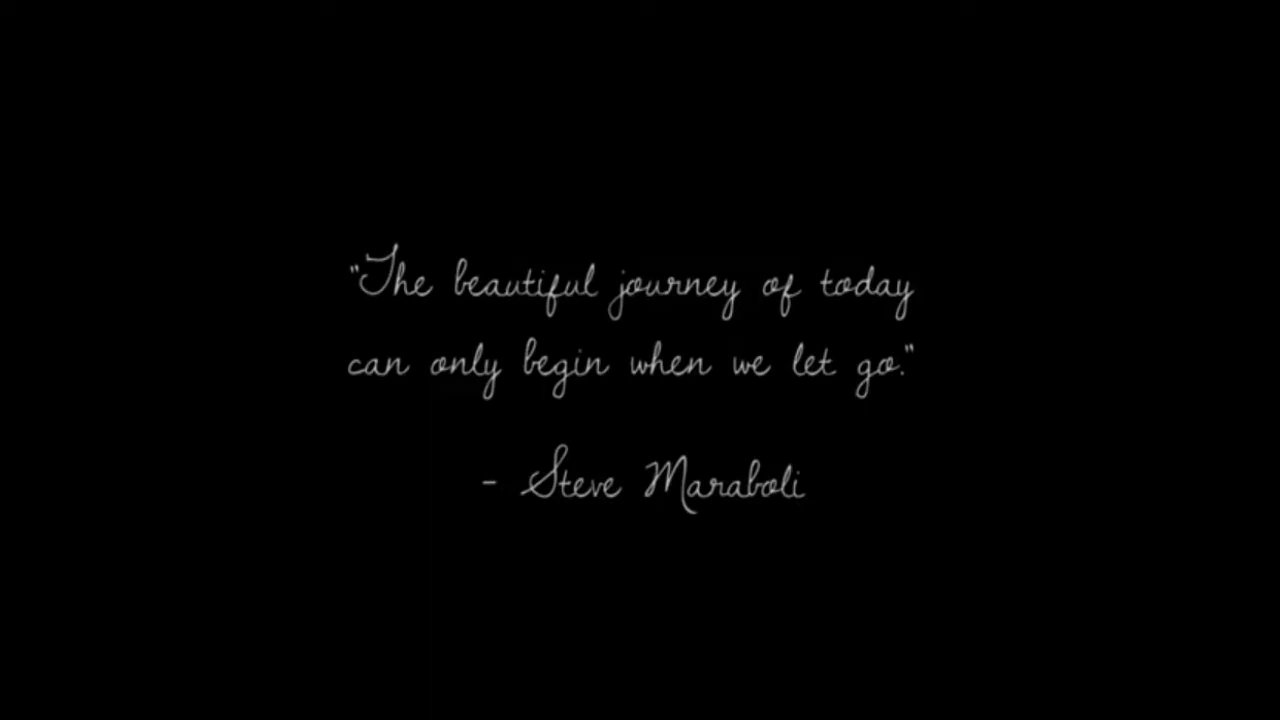 "The beautiful journey of today
can only begin when we let go."
- Steve Maraboli